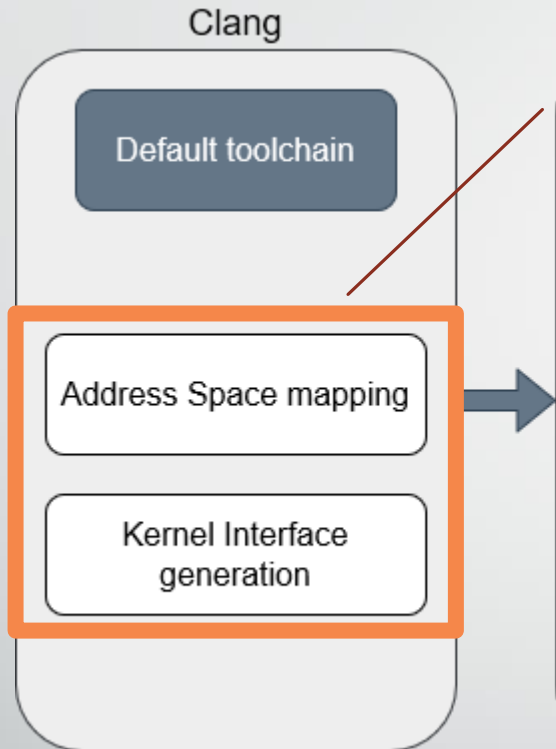 Clang
Default toolchain
Address Space mapping
Kernel Interface
generation